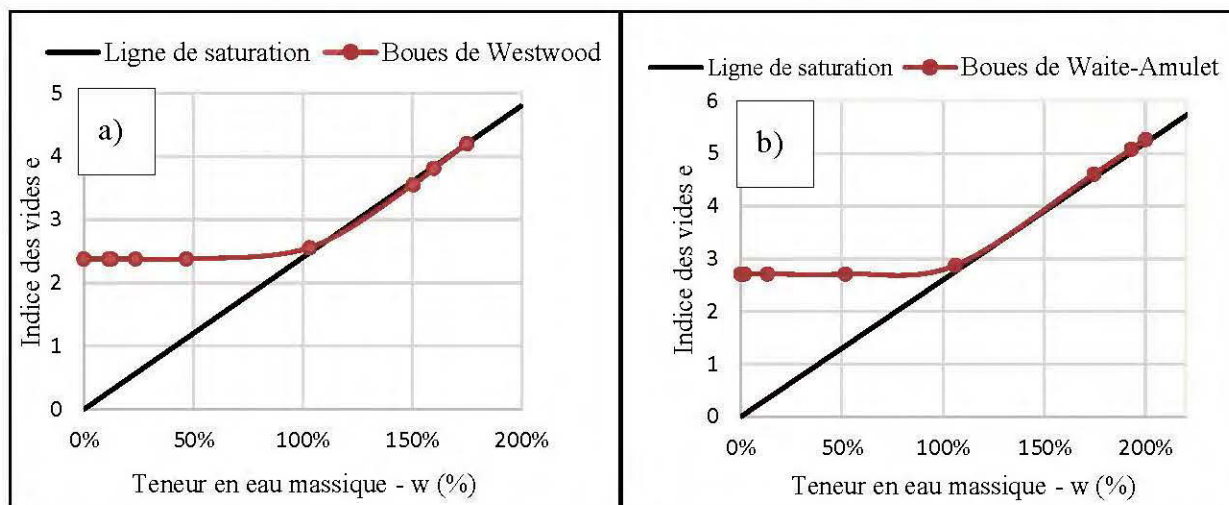 Ligne de saturation Boues de Westwood
a)
5
4
3
2
1
0
Indice des vides e
0% 50% 100% 150% 200%
Teneur en eau massique - w (%)
Ligne de saturation Boues de Waite-Amulet
b)
6
5
4
3
2
1
0
Indice des vides e
0% 50% 100% 150% 200%
Teneur en eau massique - w (%)